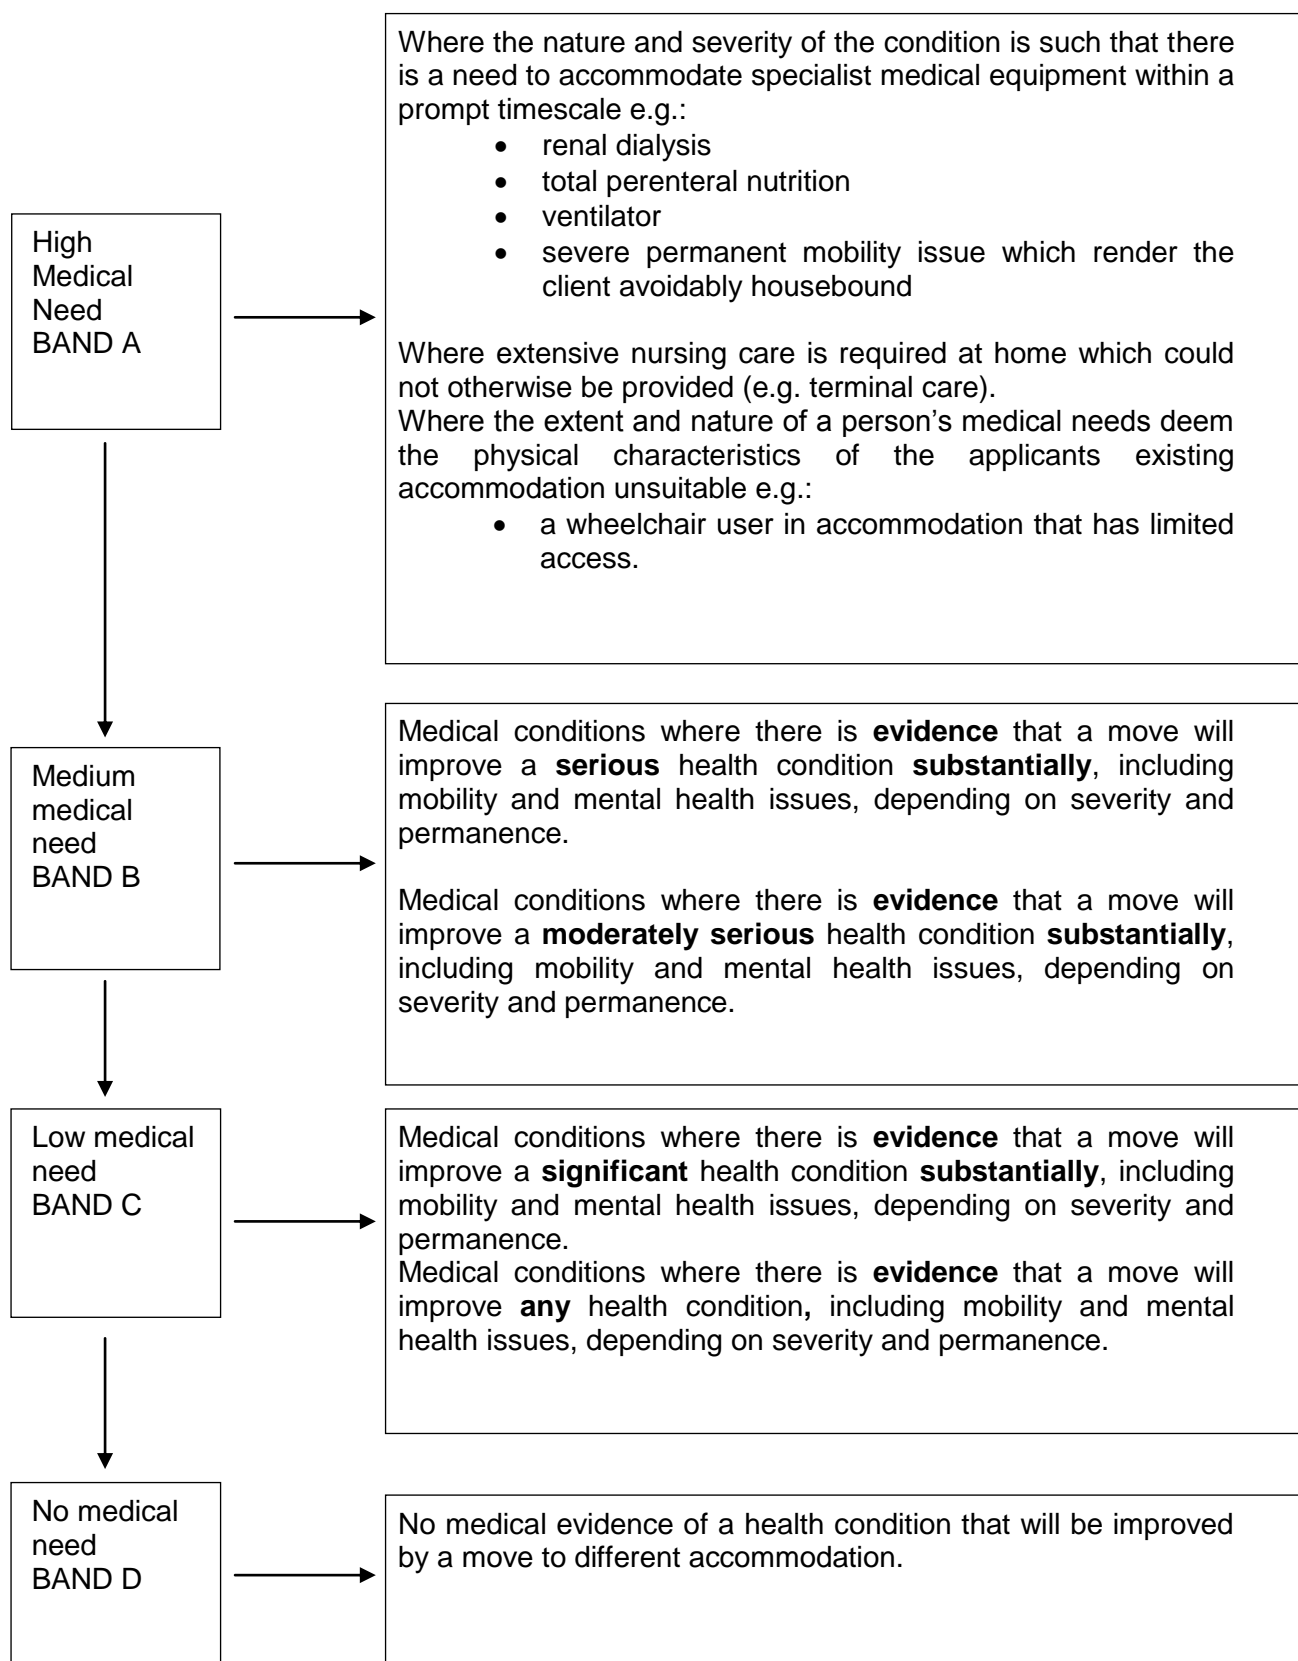 High
Medical
Need
BAND A
Where the nature and severity of the condition is such that there
is a need to accommodate specialist medical equipment within a
prompt timescale e.g.:
• renal dialysis
• total perenteral nutrition
• ventilator
• severe permanent mobility issue which render the
client avoidably housebound
Where extensive nursing care is required at home which could
not otherwise be provided (e.g. terminal care).
Where the extent and nature of a person’s medical needs deem
the physical characteristics of the applicants existing
accommodation unsuitable e.g.:
• a wheelchair user in accommodation that has limited
access.
Medium
medical
need
BAND B
Medical conditions where there is evidence that a move will
improve a serious health condition substantially, including
mobility and mental health issues, depending on severity and
permanence.
Medical conditions where there is evidence that a move will
improve a moderately serious health condition substantially,
including mobility and mental health issues, depending on
severity and permanence.
Low medical
need
BAND C
Medical conditions where there is evidence that a move will
improve a significant health condition substantially, including
mobility and mental health issues, depending on severity and
permanence.
Medical conditions where there is evidence that a move will
improve any health condition, including mobility and mental
health issues, depending on severity and permanence.
No medical
need
BAND D
No medical evidence of a health condition that will be improved
by a move to different accommodation.